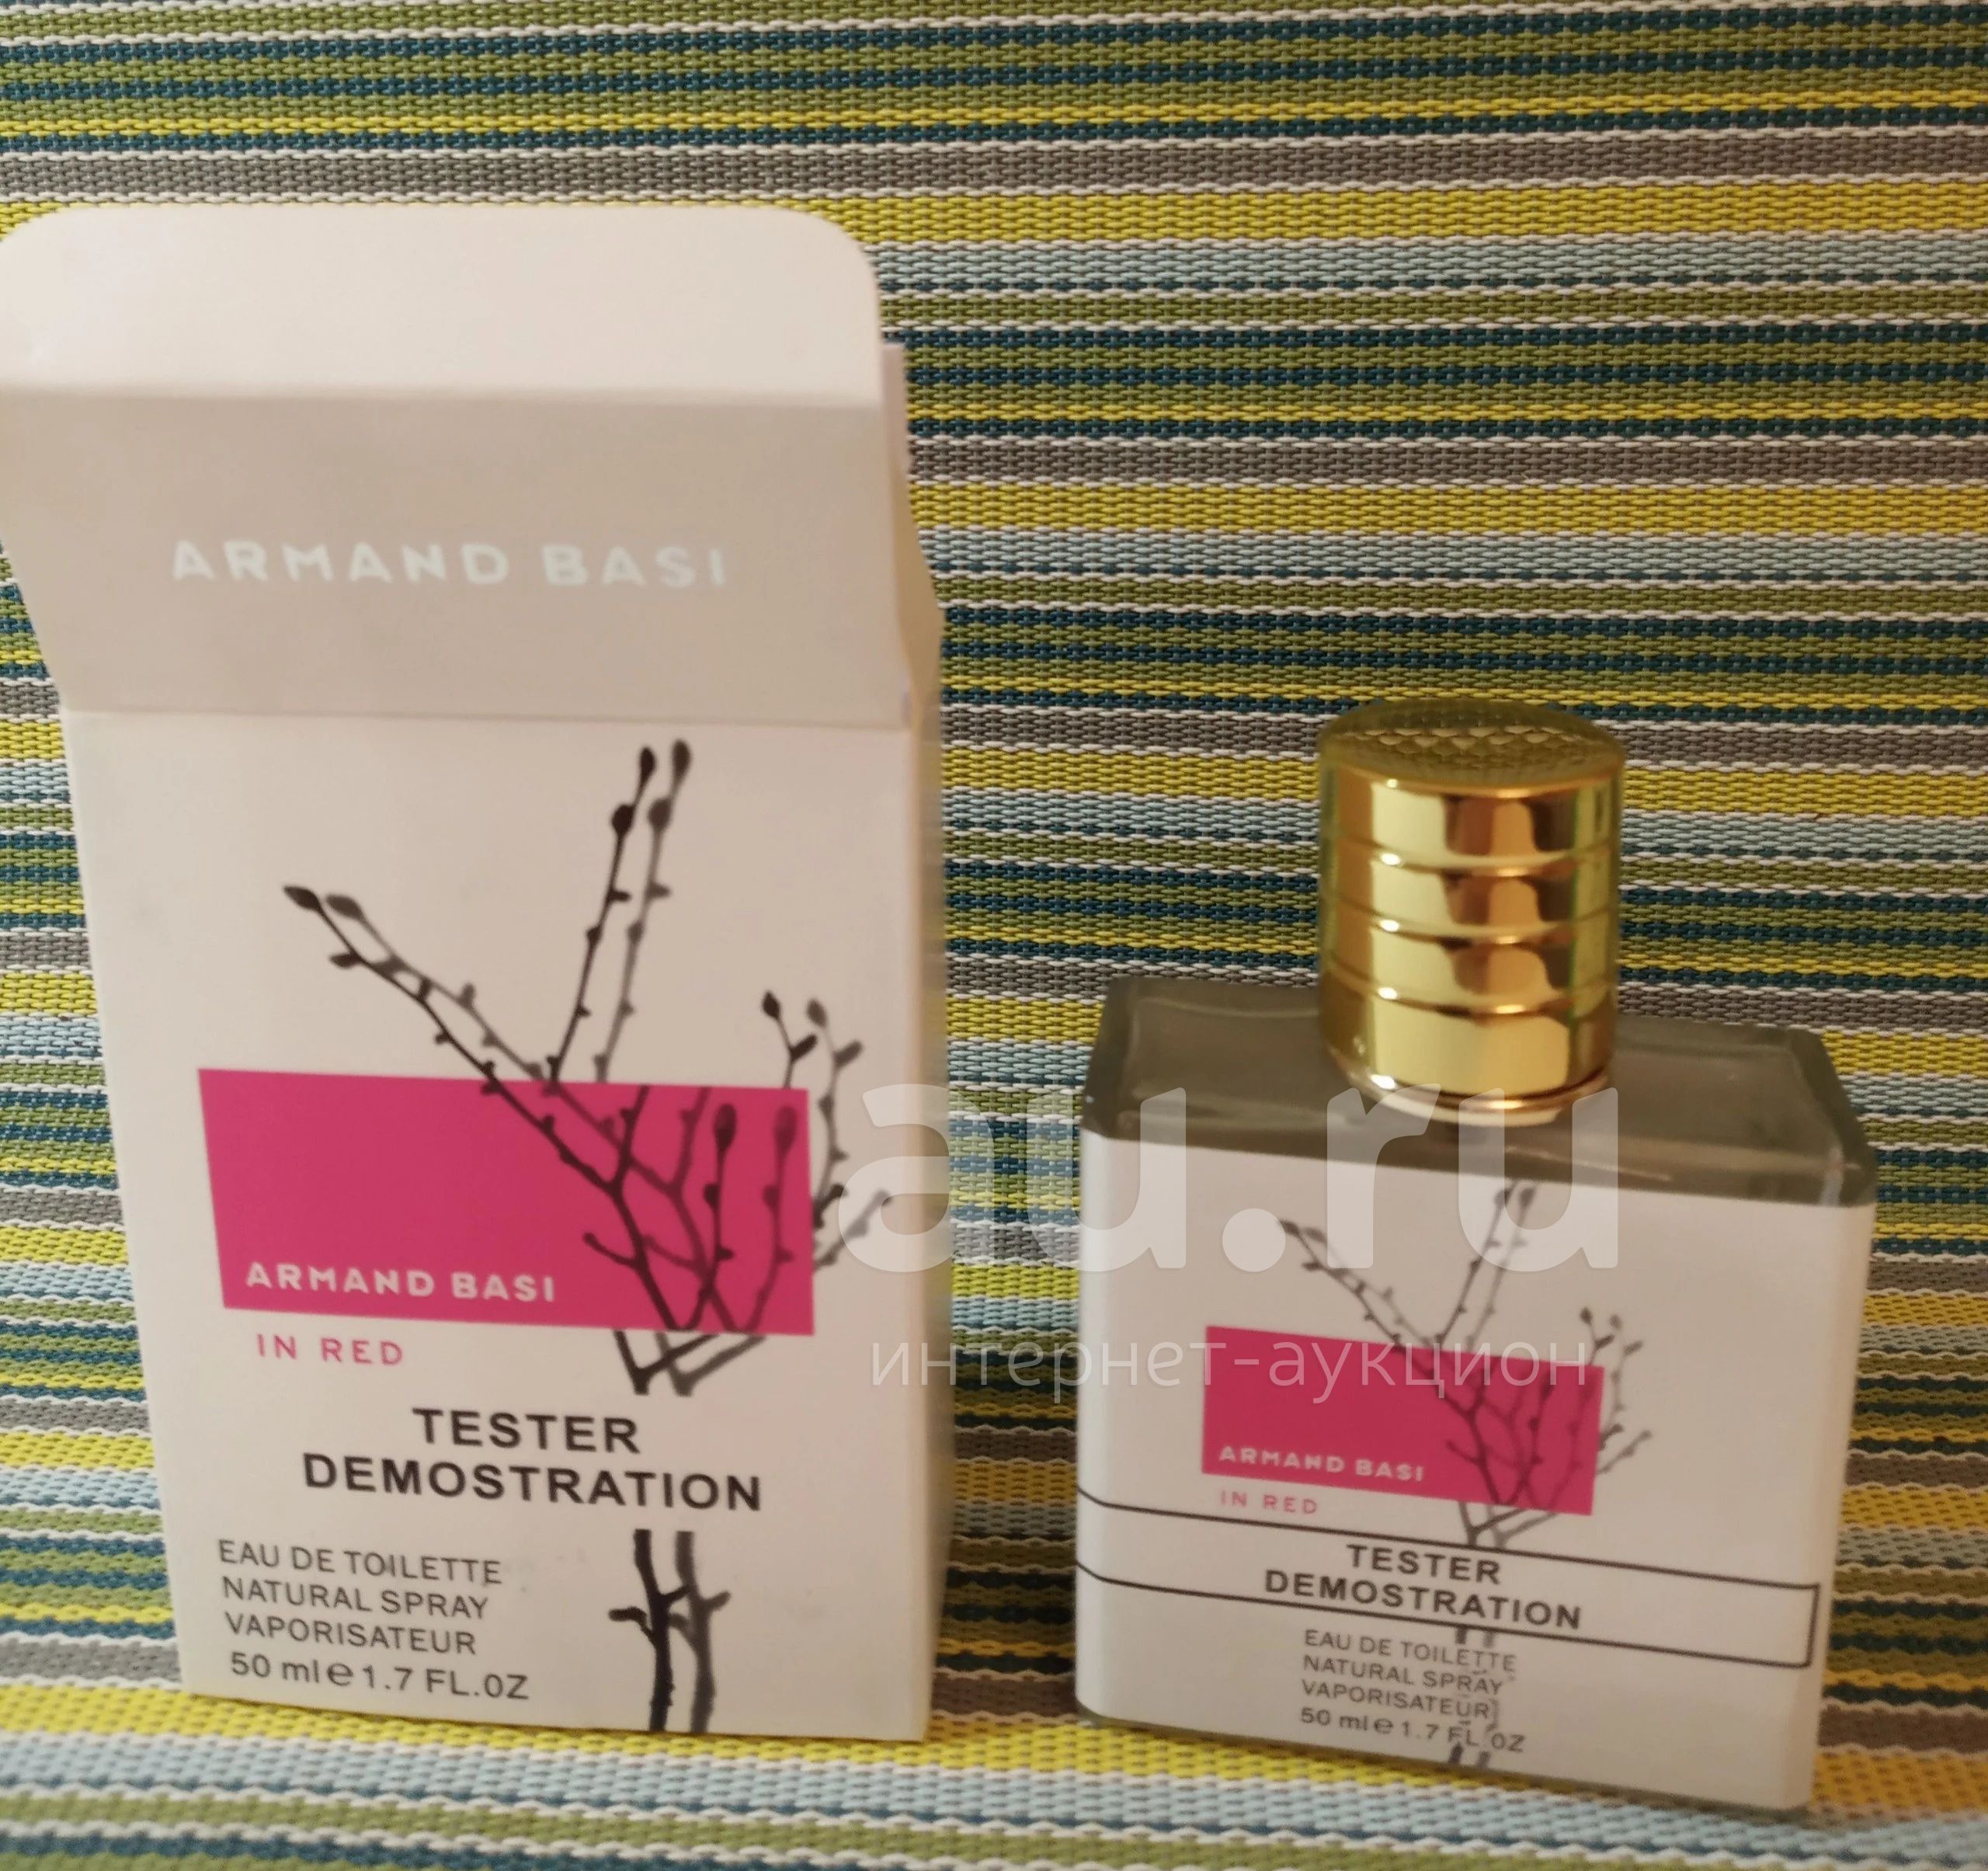 ARMAND BASI
ARMAND BASI
IN RED
TESTER
DEMOSTRATION
EAU DE TOILETTE
NATURAL SPRAY
VAPORISATEUR
50 ml e 1.7 FL.OZ
ARMAND BASI
IN RED
TESTER
DEMOSTRATION
EAU DE TOILETTE
NATURAL SPRAY
VAPORISATEUR
50 ml e 1.7 FL.OZ
au.ru
интернет-аукцион